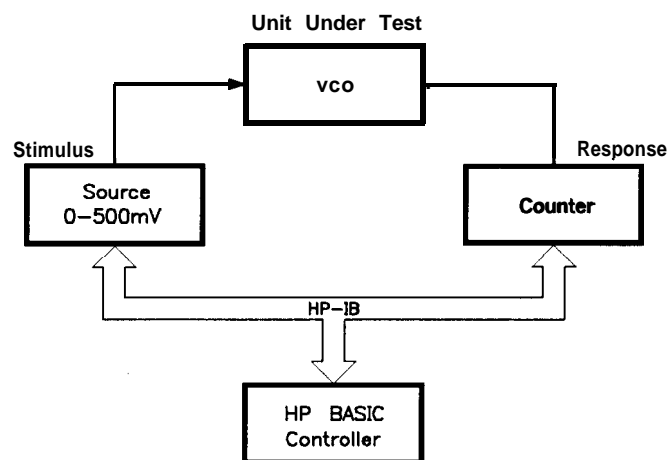 Unit Under Test
vco
Stimulus
Response
Source
0-500mV
Counter
HP-IB
HP BASIC
Controller